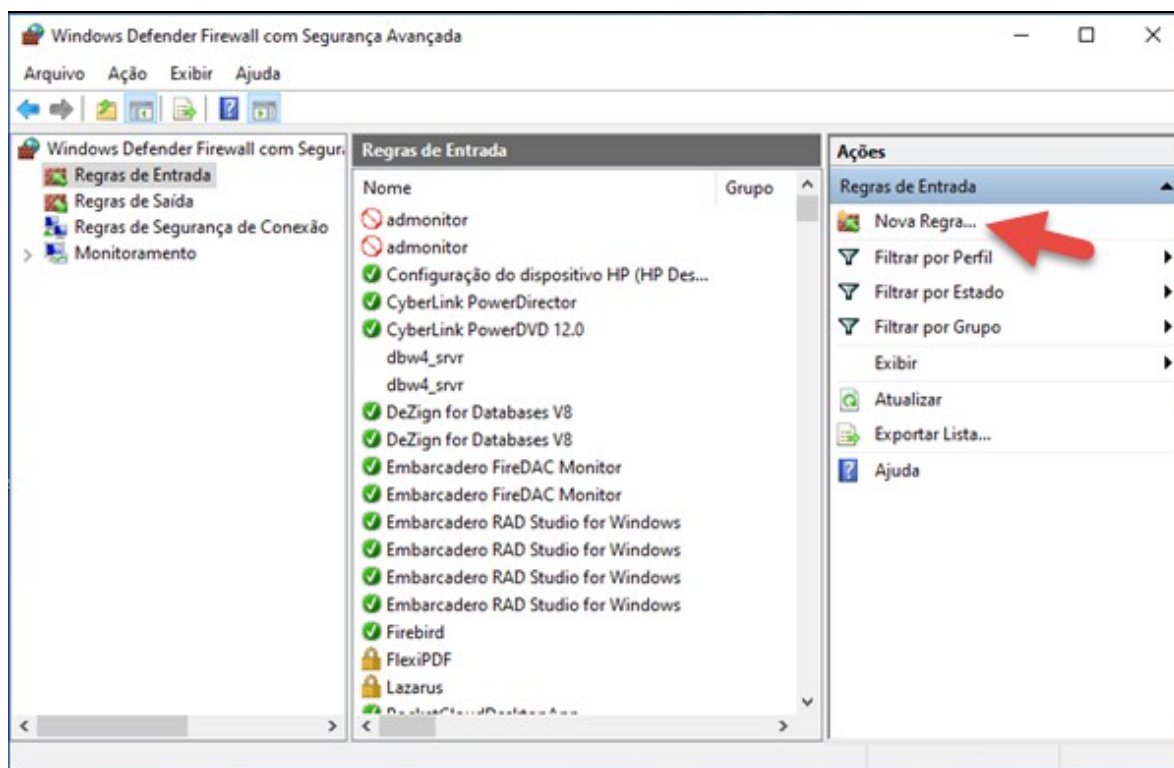 Windows Defender Firewall com Segurança Avançada
Arquivo Ação Exibir Ajuda
Windows Defender Firewall com Segur
Regras de Entrada
Regras de Saída
Regras de Segurança de Conexão
Monitoramento
Regras de Entrada
Nome Grupo
admonitor
admonitor
Configuração do dispositivo HP (HP Des...
CyberLink PowerDirector
CyberLink PowerDVD 12.0
dbw4_srvr
dbw4_srvr
DeZign for Databases V8
DeZign for Databases V8
Embarcadero FireDAC Monitor
Embarcadero FireDAC Monitor
Embarcadero RAD Studio for Windows
Embarcadero RAD Studio for Windows
Embarcadero RAD Studio for Windows
Embarcadero RAD Studio for Windows
Firebird
FlexiPDF
Lazarus
Ações
Regras de Entrada
Nova Regra...
Filtrar por Perfil
Filtrar por Estado
Filtrar por Grupo
Exibir
Atualizar
Exportar Lista...
Ajuda